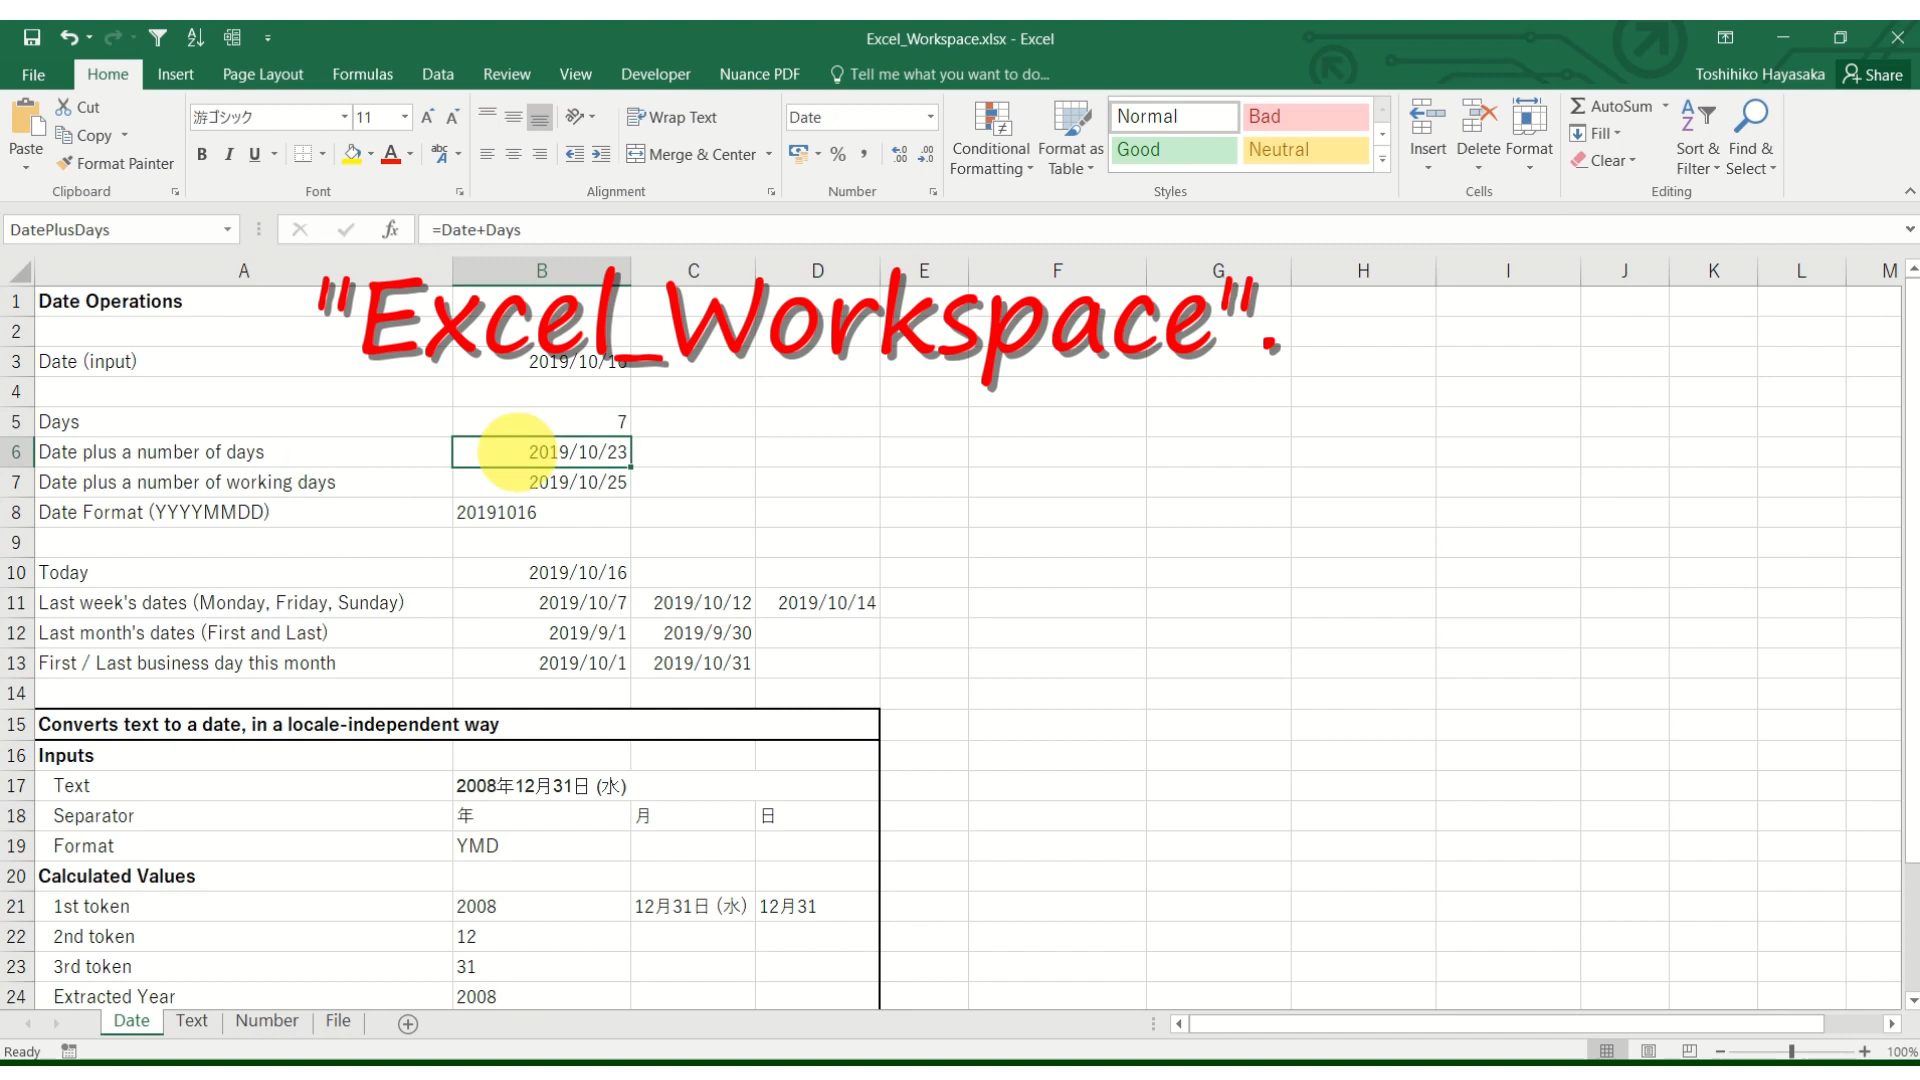 Excel_Workspace.xlsx - Excel
File Home Insert Page Layout Formulas Data Review View Developer Nuance PDF Tell me what you want to do... Toshihiko Hayasaka Share
Paste
Cut
Copy
Format Painter
Clipboard
游ゴシック 11
B I U
Font
Wrap Text
Merge & Center
Alignment
Date
Number
Conditional Formatting
Format as Table
Normal Bad
Good Neutral
Styles
Insert Delete Format
Cells
AutoSum
Fill
Clear
Sort & Filter
Find & Select
Editing
DatePlusDays fx =Date+Days
A B C D E F G H I J K L M
"Excel_Workspace".
1 Date Operations
2
3 Date (input) 2019/10/16
4
5 Days 7
6 Date plus a number of days 2019/10/23
7 Date plus a number of working days 2019/10/25
8 Date Format (YYYYMMDD) 20191016
9
10 Today 2019/10/16
11 Last week's dates (Monday, Friday, Sunday) 2019/10/7 2019/10/12 2019/10/14
12 Last month's dates (First and Last) 2019/9/1 2019/9/30
13 First / Last business day this month 2019/10/1 2019/10/31
14
15 Converts text to a date, in a locale-independent way
16 Inputs
17 Text 2008年12月31日 (水)
18 Separator 年 月 日
19 Format YMD
20 Calculated Values
21 1st token 2008 12月31日 (水) 12月31
22 2nd token 12
23 3rd token 31
24 Extracted Year 2008
Date Text Number File
Ready 100%